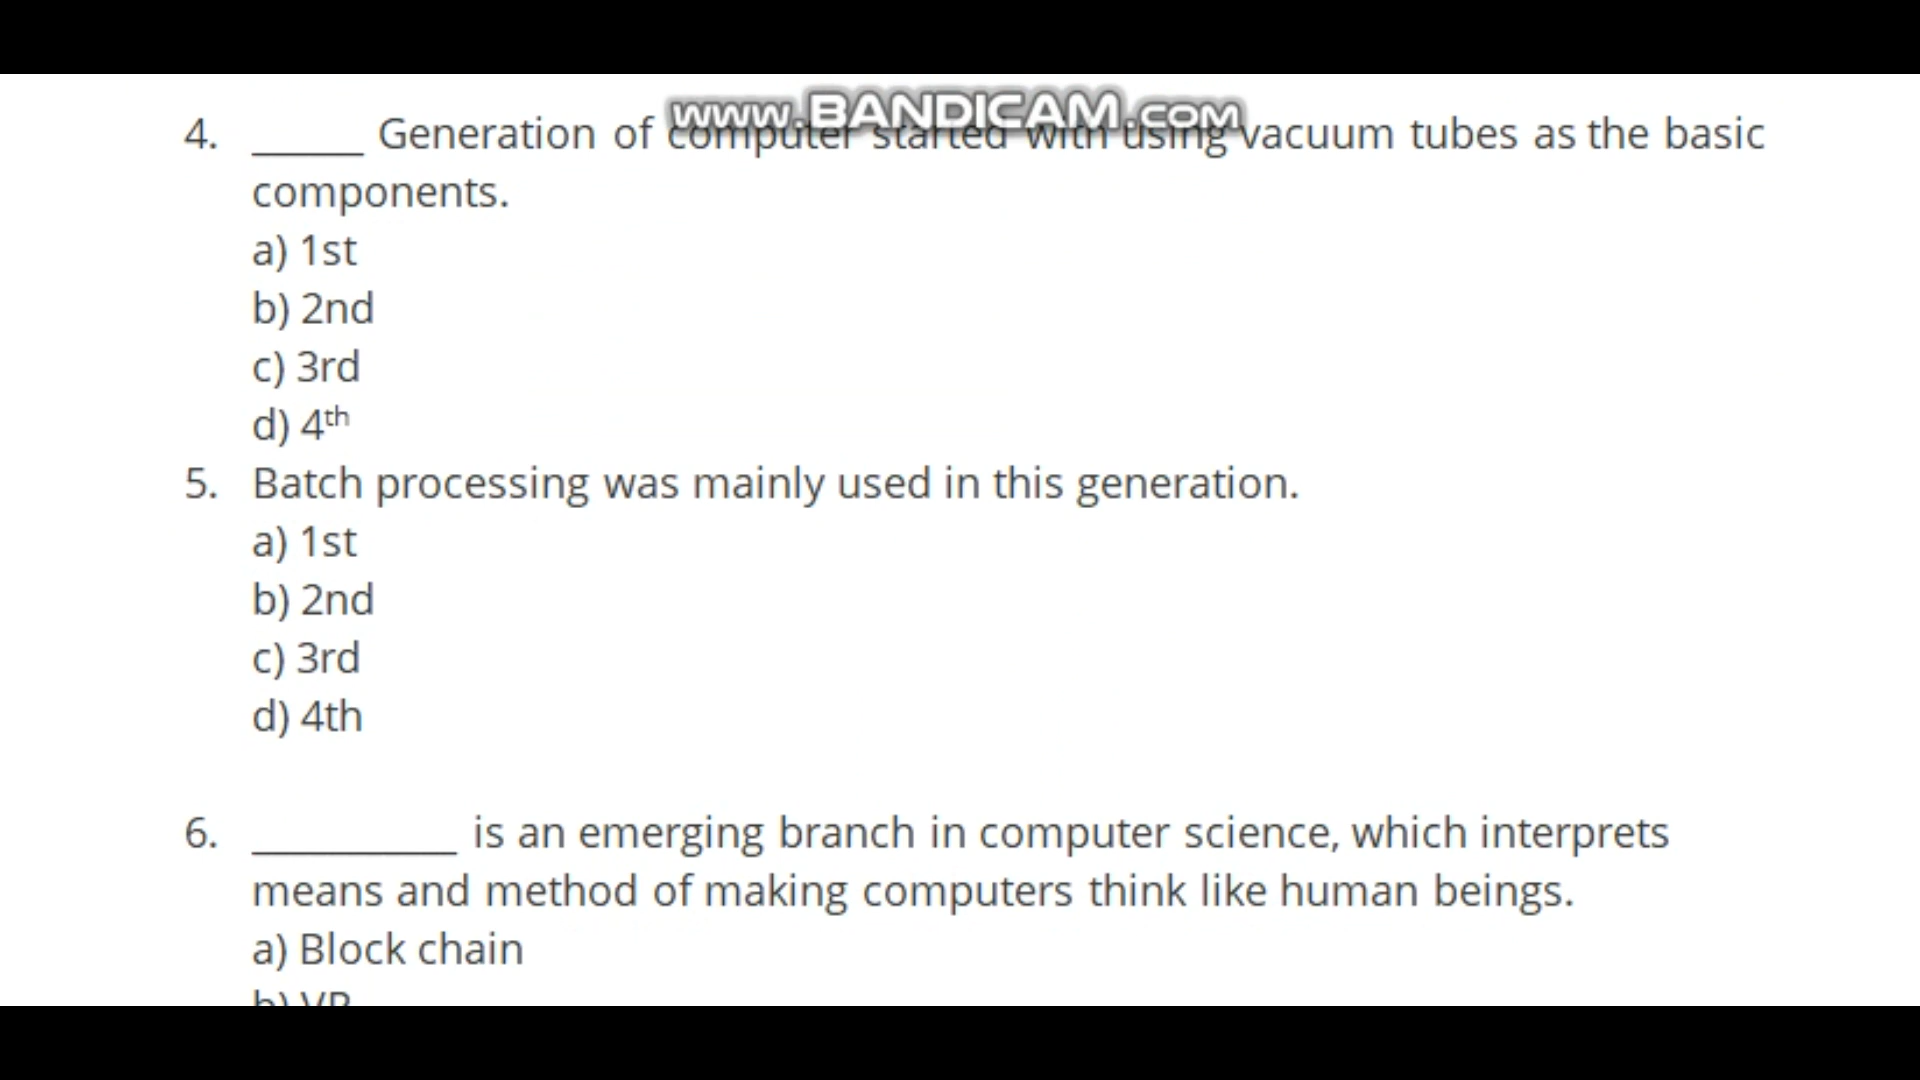 www.BANDICAM.com
4. ______ Generation of computer started with using vacuum tubes as the basic
components.
a) 1st
b) 2nd
c) 3rd
d) 4th
5. Batch processing was mainly used in this generation.
a) 1st
b) 2nd
c) 3rd
d) 4th
6. ___________ is an emerging branch in computer science, which interprets
means and method of making computers think like human beings.
a) Block chain
b) VR